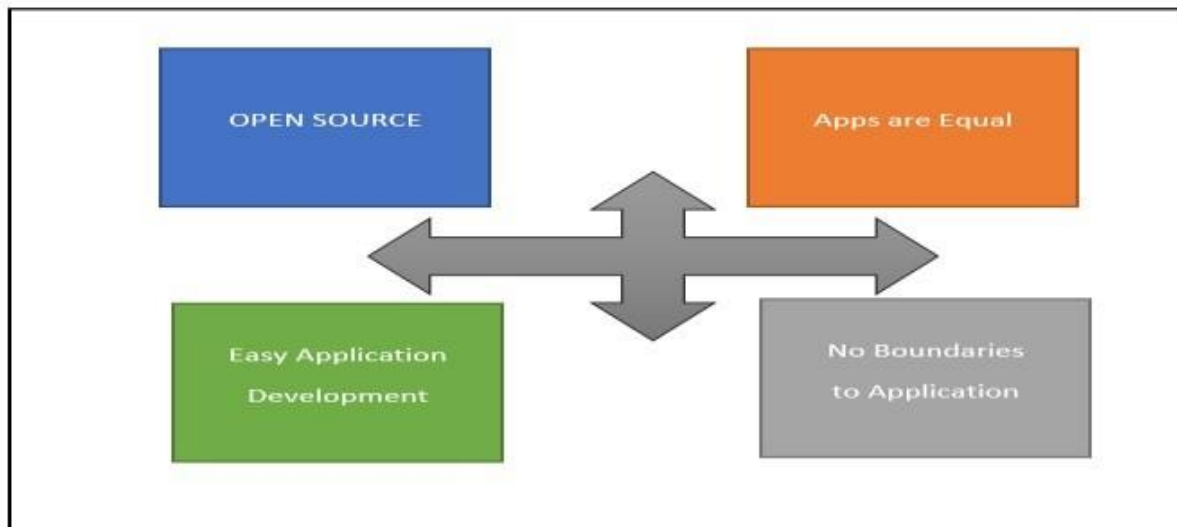 OPEN SOURCE
Apps are Equal
Easy Application
Development
No Boundaries
to Application